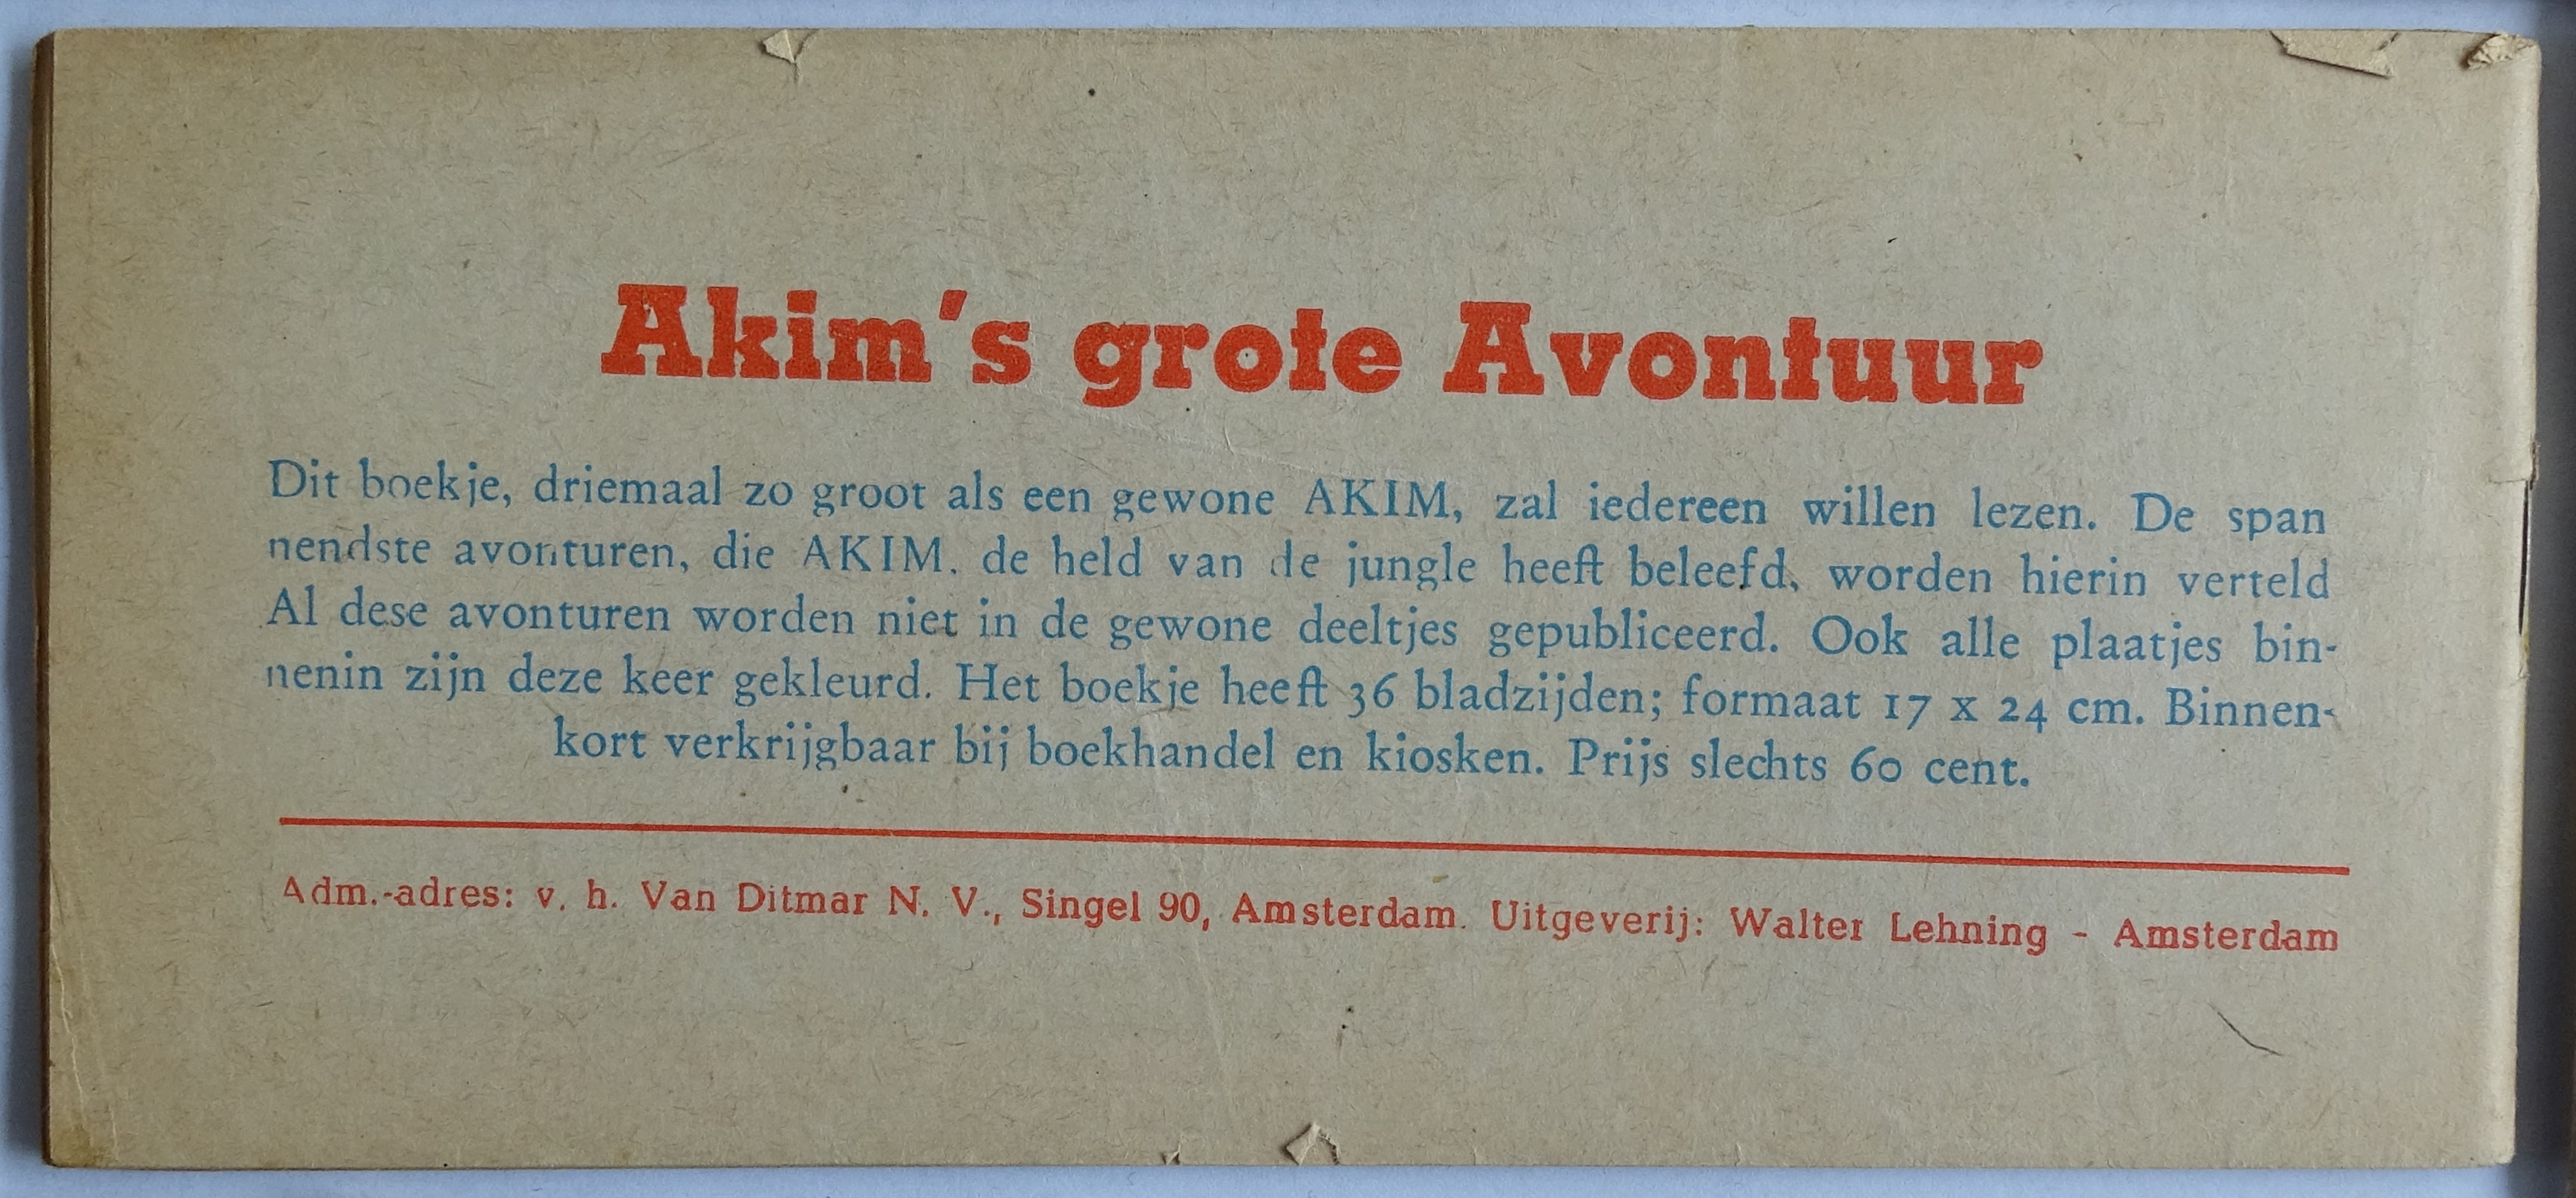 Akim's grote Avontuur
Dit boekje, driemaal zo groot als een gewone AKIM, zal iedereen willen lezen. De span
nendste avonturen, die AKIM. de held van de jungle heeft beleefd, worden hierin verteld
Al dese avonturen worden niet in de gewone deeltjes gepubliceerd. Ook alle plaatjes bin-
nenin zijn deze keer gekleurd. Het boekje heeft 36 bladzijden; formaat 17 x 24 cm. Binnen-
kort verkrijgbaar bij boekhandel en kiosken. Prijs slechts 60 cent.
Adm.-adres: v. h. Van Ditmar N. V., Singel 90, Amsterdam. Uitgeverij: Walter Lehning - Amsterdam